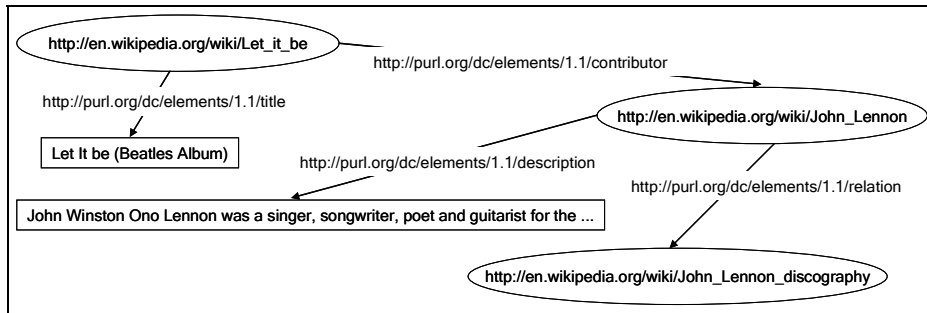 http://en.wikipedia.org/wiki/Let_it_be
http://purl.org/dc/elements/1.1/contributor
http://purl.org/dc/elements/1.1/title
http://en.wikipedia.org/wiki/John_Lennon
Let It be (Beatles Album)
http://purl.org/dc/elements/1.1/description
http://purl.org/dc/elements/1.1/relation
John Winston Ono Lennon was a singer, songwriter, poet and guitarist for the ...
http://en.wikipedia.org/wiki/John_Lennon_discography